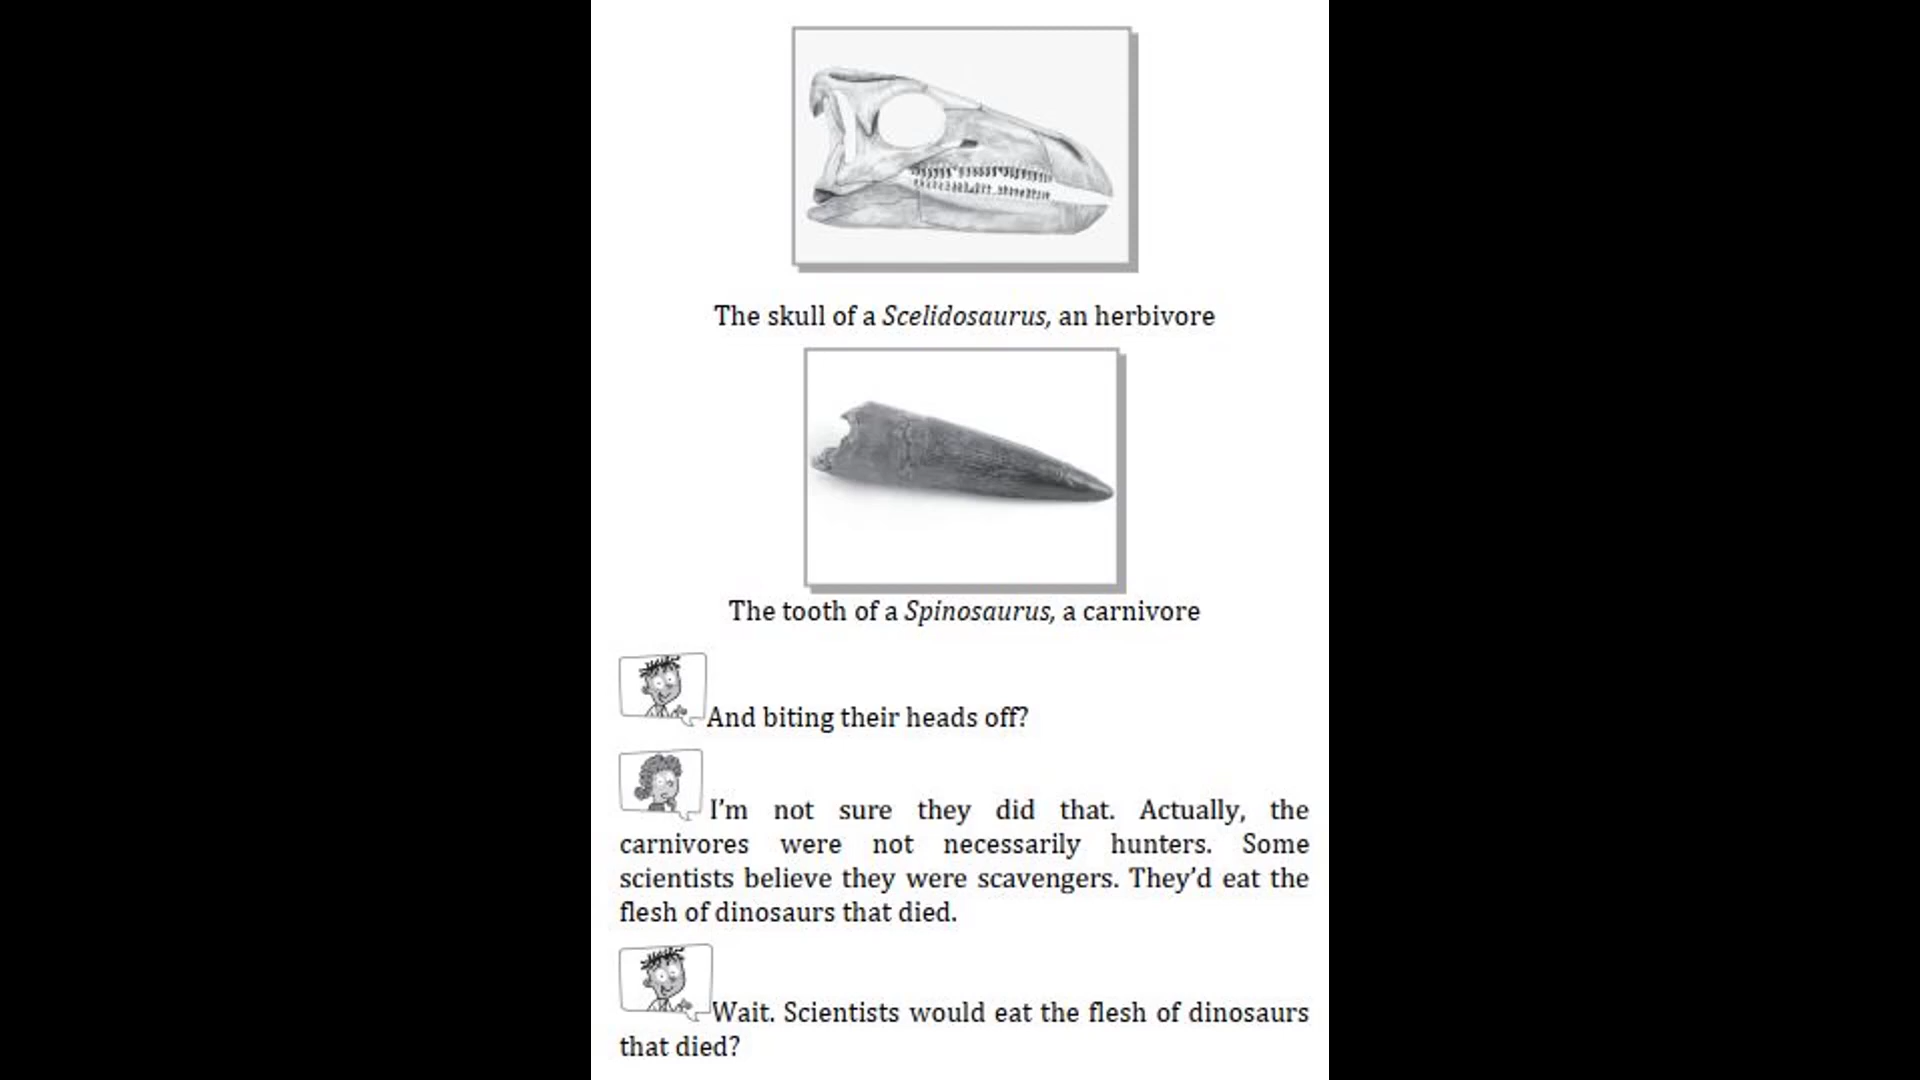 The skull of a Scelidosaurus, an herbivore
The tooth of a Spinosaurus, a carnivore
And biting their heads off?
I’m not sure they did that. Actually, the
carnivores were not necessarily hunters. Some
scientists believe they were scavengers. They’d eat the
flesh of dinosaurs that died.
Wait. Scientists would eat the flesh of dinosaurs
that died?